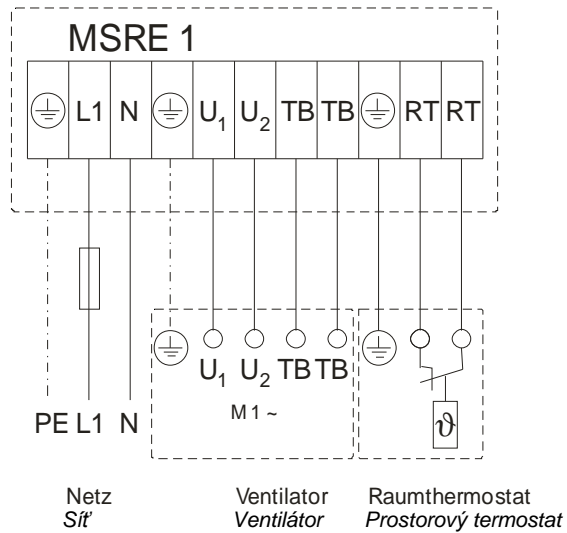 MSRE 1
L1 N U1 U2 TB TB RT RT
U1 U2 TB TB
M 1 ~
ϑ
PE L1 N
Netz Ventilator Raumthermostat
Síť Ventilátor Prostorový termostat